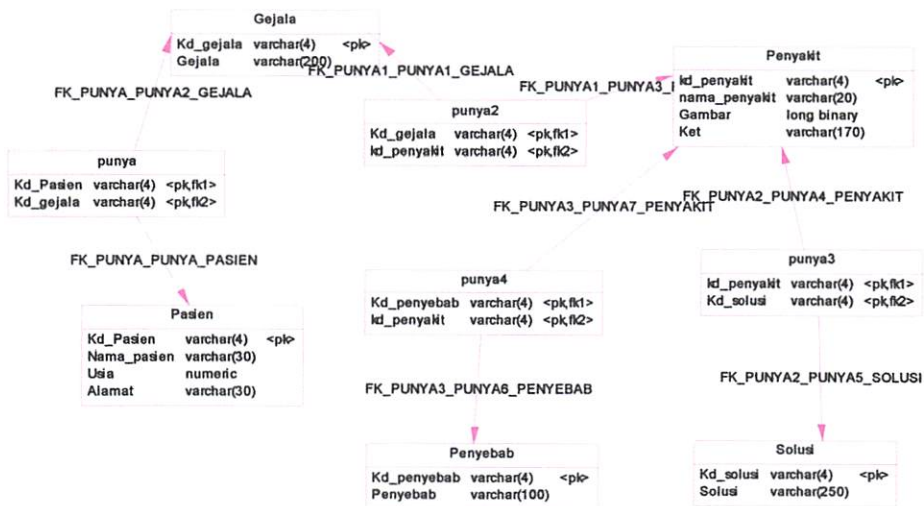 Gejala
Kd_gejala varchar(4) <pk>
Gejala varchar(200)
FK_PUNYA_PUNYA2_GEJALA
FK_PUNYA1_PUNYA1_GEJALA
punya2
Kd_gejala varchar(4) <pk,fk1>
kd_penyakit varchar(4) <pk,fk2>
FK_PUNYA1_PUNYA3_
Penyakit
kd_penyakit varchar(4) <pk>
nama_penyakit varchar(20)
Gambar long binary
Ket varchar(170)
punya
Kd_Pasien varchar(4) <pk,fk1>
Kd_gejala varchar(4) <pk,fk2>
FK_PUNYA3_PUNYA7_PENYAKIT
FK_PUNYA2_PUNYA4_PENYAKIT
FK_PUNYA_PUNYA_PASIEN
punya4
Kd_penyebab varchar(4) <pk,fk1>
kd_penyakit varchar(4) <pk,fk2>
punya3
kd_penyakit varchar(4) <pk,fk1>
Kd_solusi varchar(4) <pk,fk2>
Pasien
Kd_Pasien varchar(4) <pk>
Nama_pasien varchar(30)
Usia numeric
Alamat varchar(30)
FK_PUNYA3_PUNYA6_PENYEBAB
FK_PUNYA2_PUNYA5_SOLUSI
Penyebab
Kd_penyebab varchar(4) <pk>
Penyebab varchar(100)
Solusi
Kd_solusi varchar(4) <pk>
Solusi varchar(250)